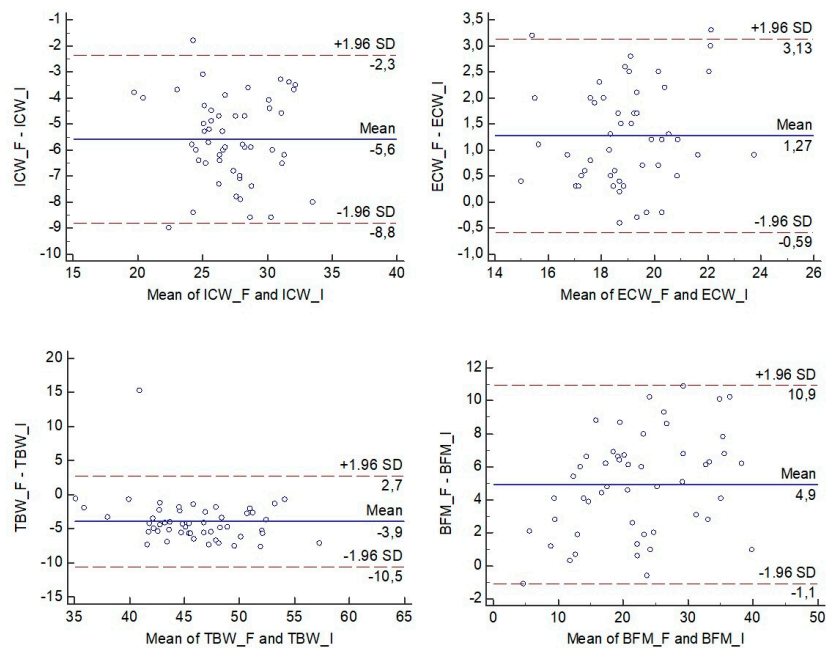 -1
-2
-3
-4
-5
-6
-7
-8
-9
-10
ICW_F - ICW_I
+1.96 SD
-2,3
Mean
-5,6
-1.96 SD
-8,8
15 20 25 30 35 40
Mean of ICW_F and ICW_I
3,5
3,0
2,5
2,0
1,5
1,0
0,5
0,0
-0,5
-1,0
ECW_F - ECW_I
+1.96 SD
3,13
Mean
1,27
-1.96 SD
-0,59
14 16 18 20 22 24 26
Mean of ECW_F and ECW_I
20
15
10
5
0
-5
-10
-15
TBW_F - TBW_I
+1.96 SD
2,7
Mean
-3,9
-1.96 SD
-10,5
35 40 45 50 55 60 65
Mean of TBW_F and TBW_I
12
10
8
6
4
2
0
-2
BFM_F - BFM_I
+1.96 SD
10,9
Mean
4,9
-1.96 SD
-1,1
0 10 20 30 40 50
Mean of BFM_F and BFM_I